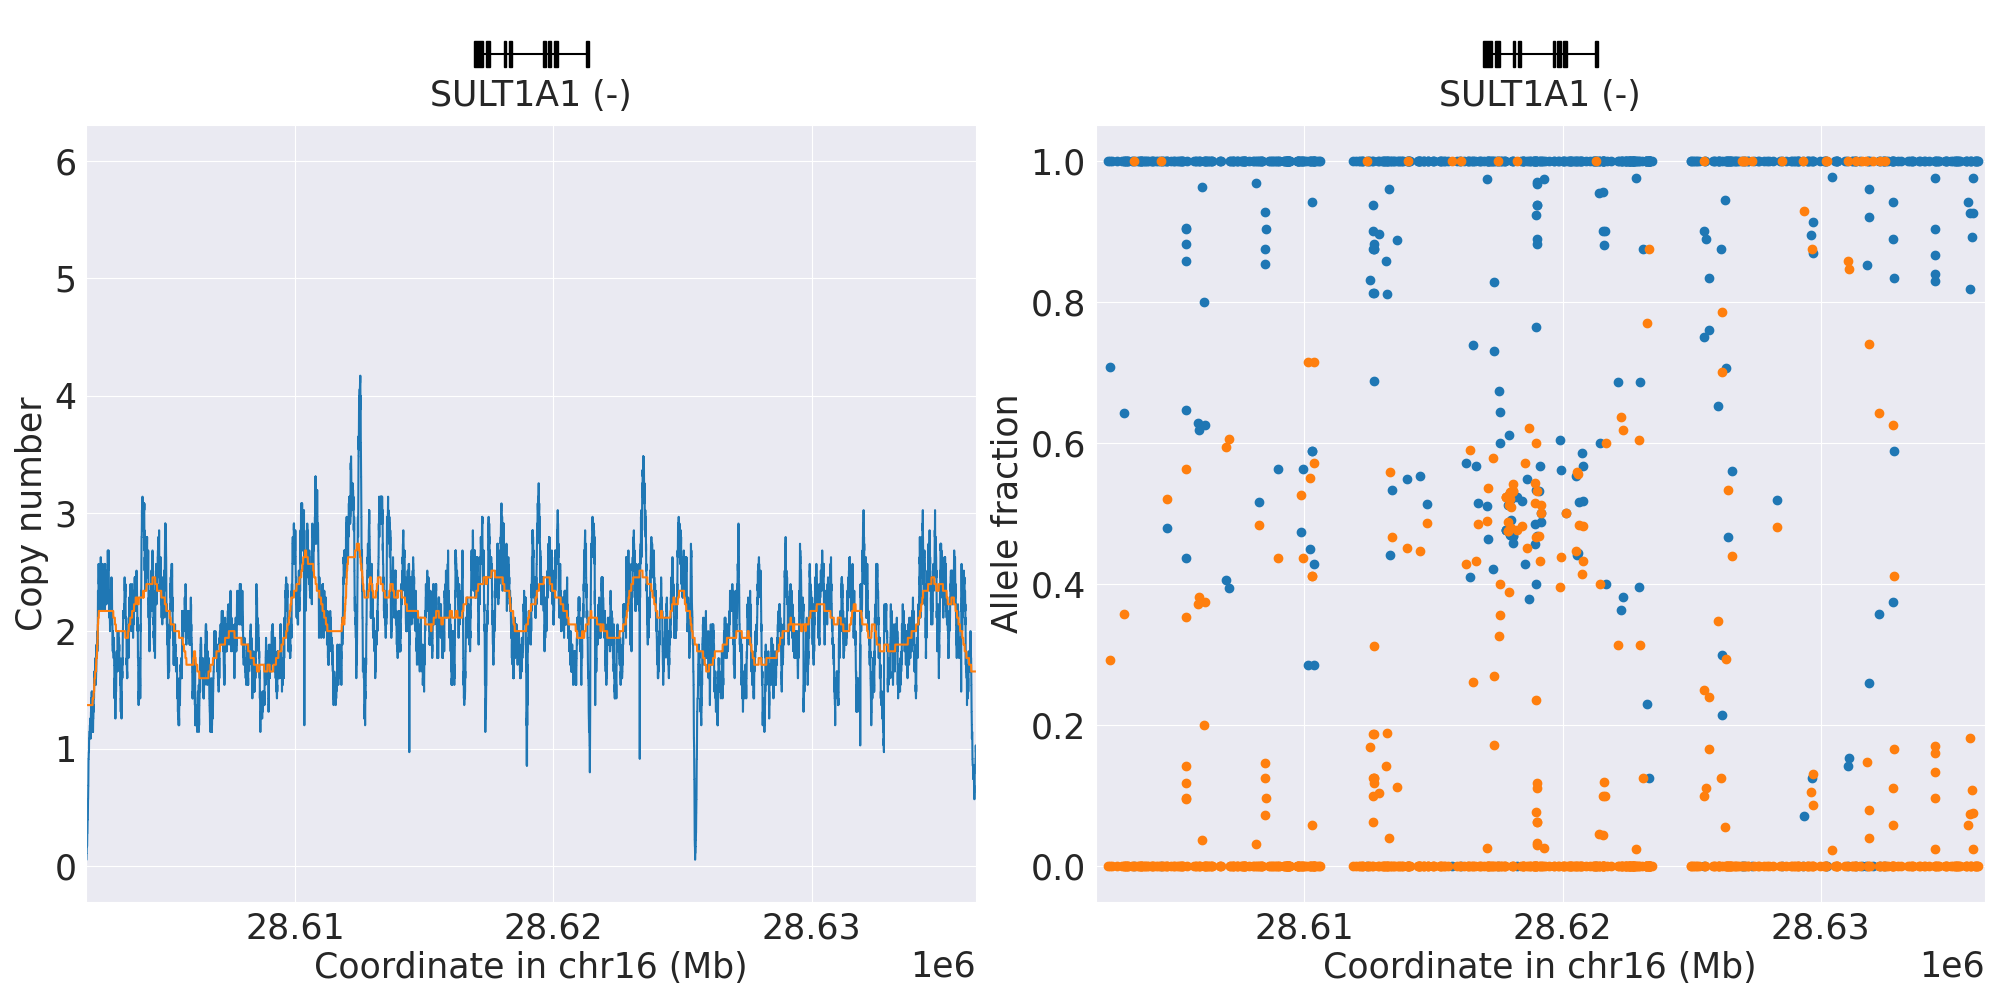 SULT1A1 (-)
Copy number
6
5
4
3
2
1
0
28.61
28.62
28.63
Coordinate in chr16 (Mb)
1e6
SULT1A1 (-)
Allele fraction
1.0
0.8
0.6
0.4
0.2
0.0
28.61
28.62
28.63
Coordinate in chr16 (Mb)
1e6